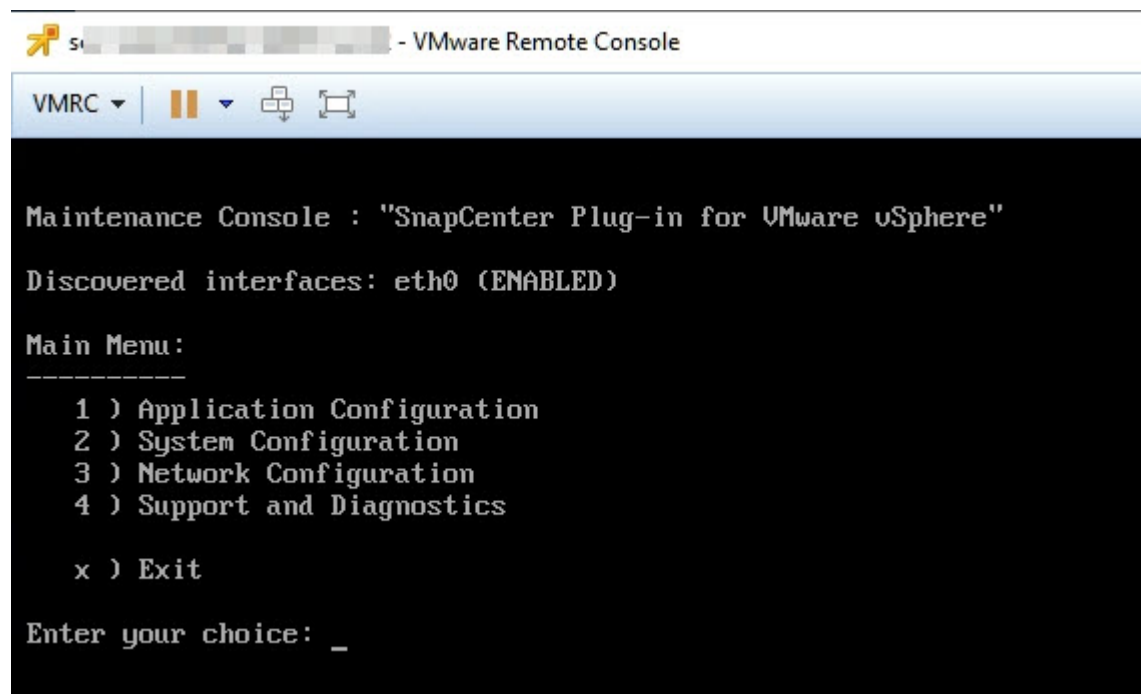 - VMware Remote Console
VMRC
Maintenance Console : "SnapCenter Plug-in for VMware vSphere"
Discovered interfaces: eth0 (ENABLED)
Main Menu:
----------
1 ) Application Configuration
2 ) System Configuration
3 ) Network Configuration
4 ) Support and Diagnostics
x ) Exit
Enter your choice: _